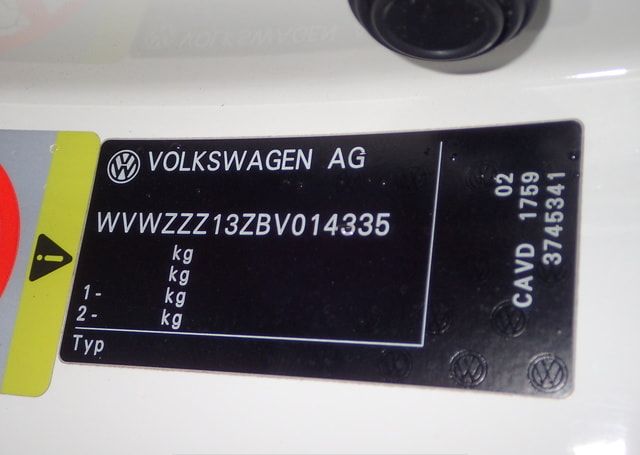 VOLKSWAGEN AG
WVWZZZ13ZBV014335
kg
kg
1- kg
2- kg
Typ
02
CAVD 1759
3745341